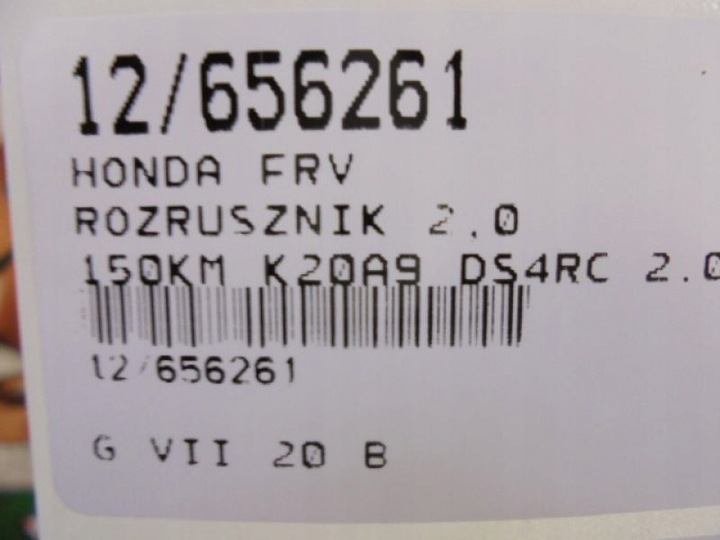 12/656261
HONDA FRV
ROZRUSZNIK 2.0
150KM K20A9 DS4RC 2.0
12/656261
G VII 20 B